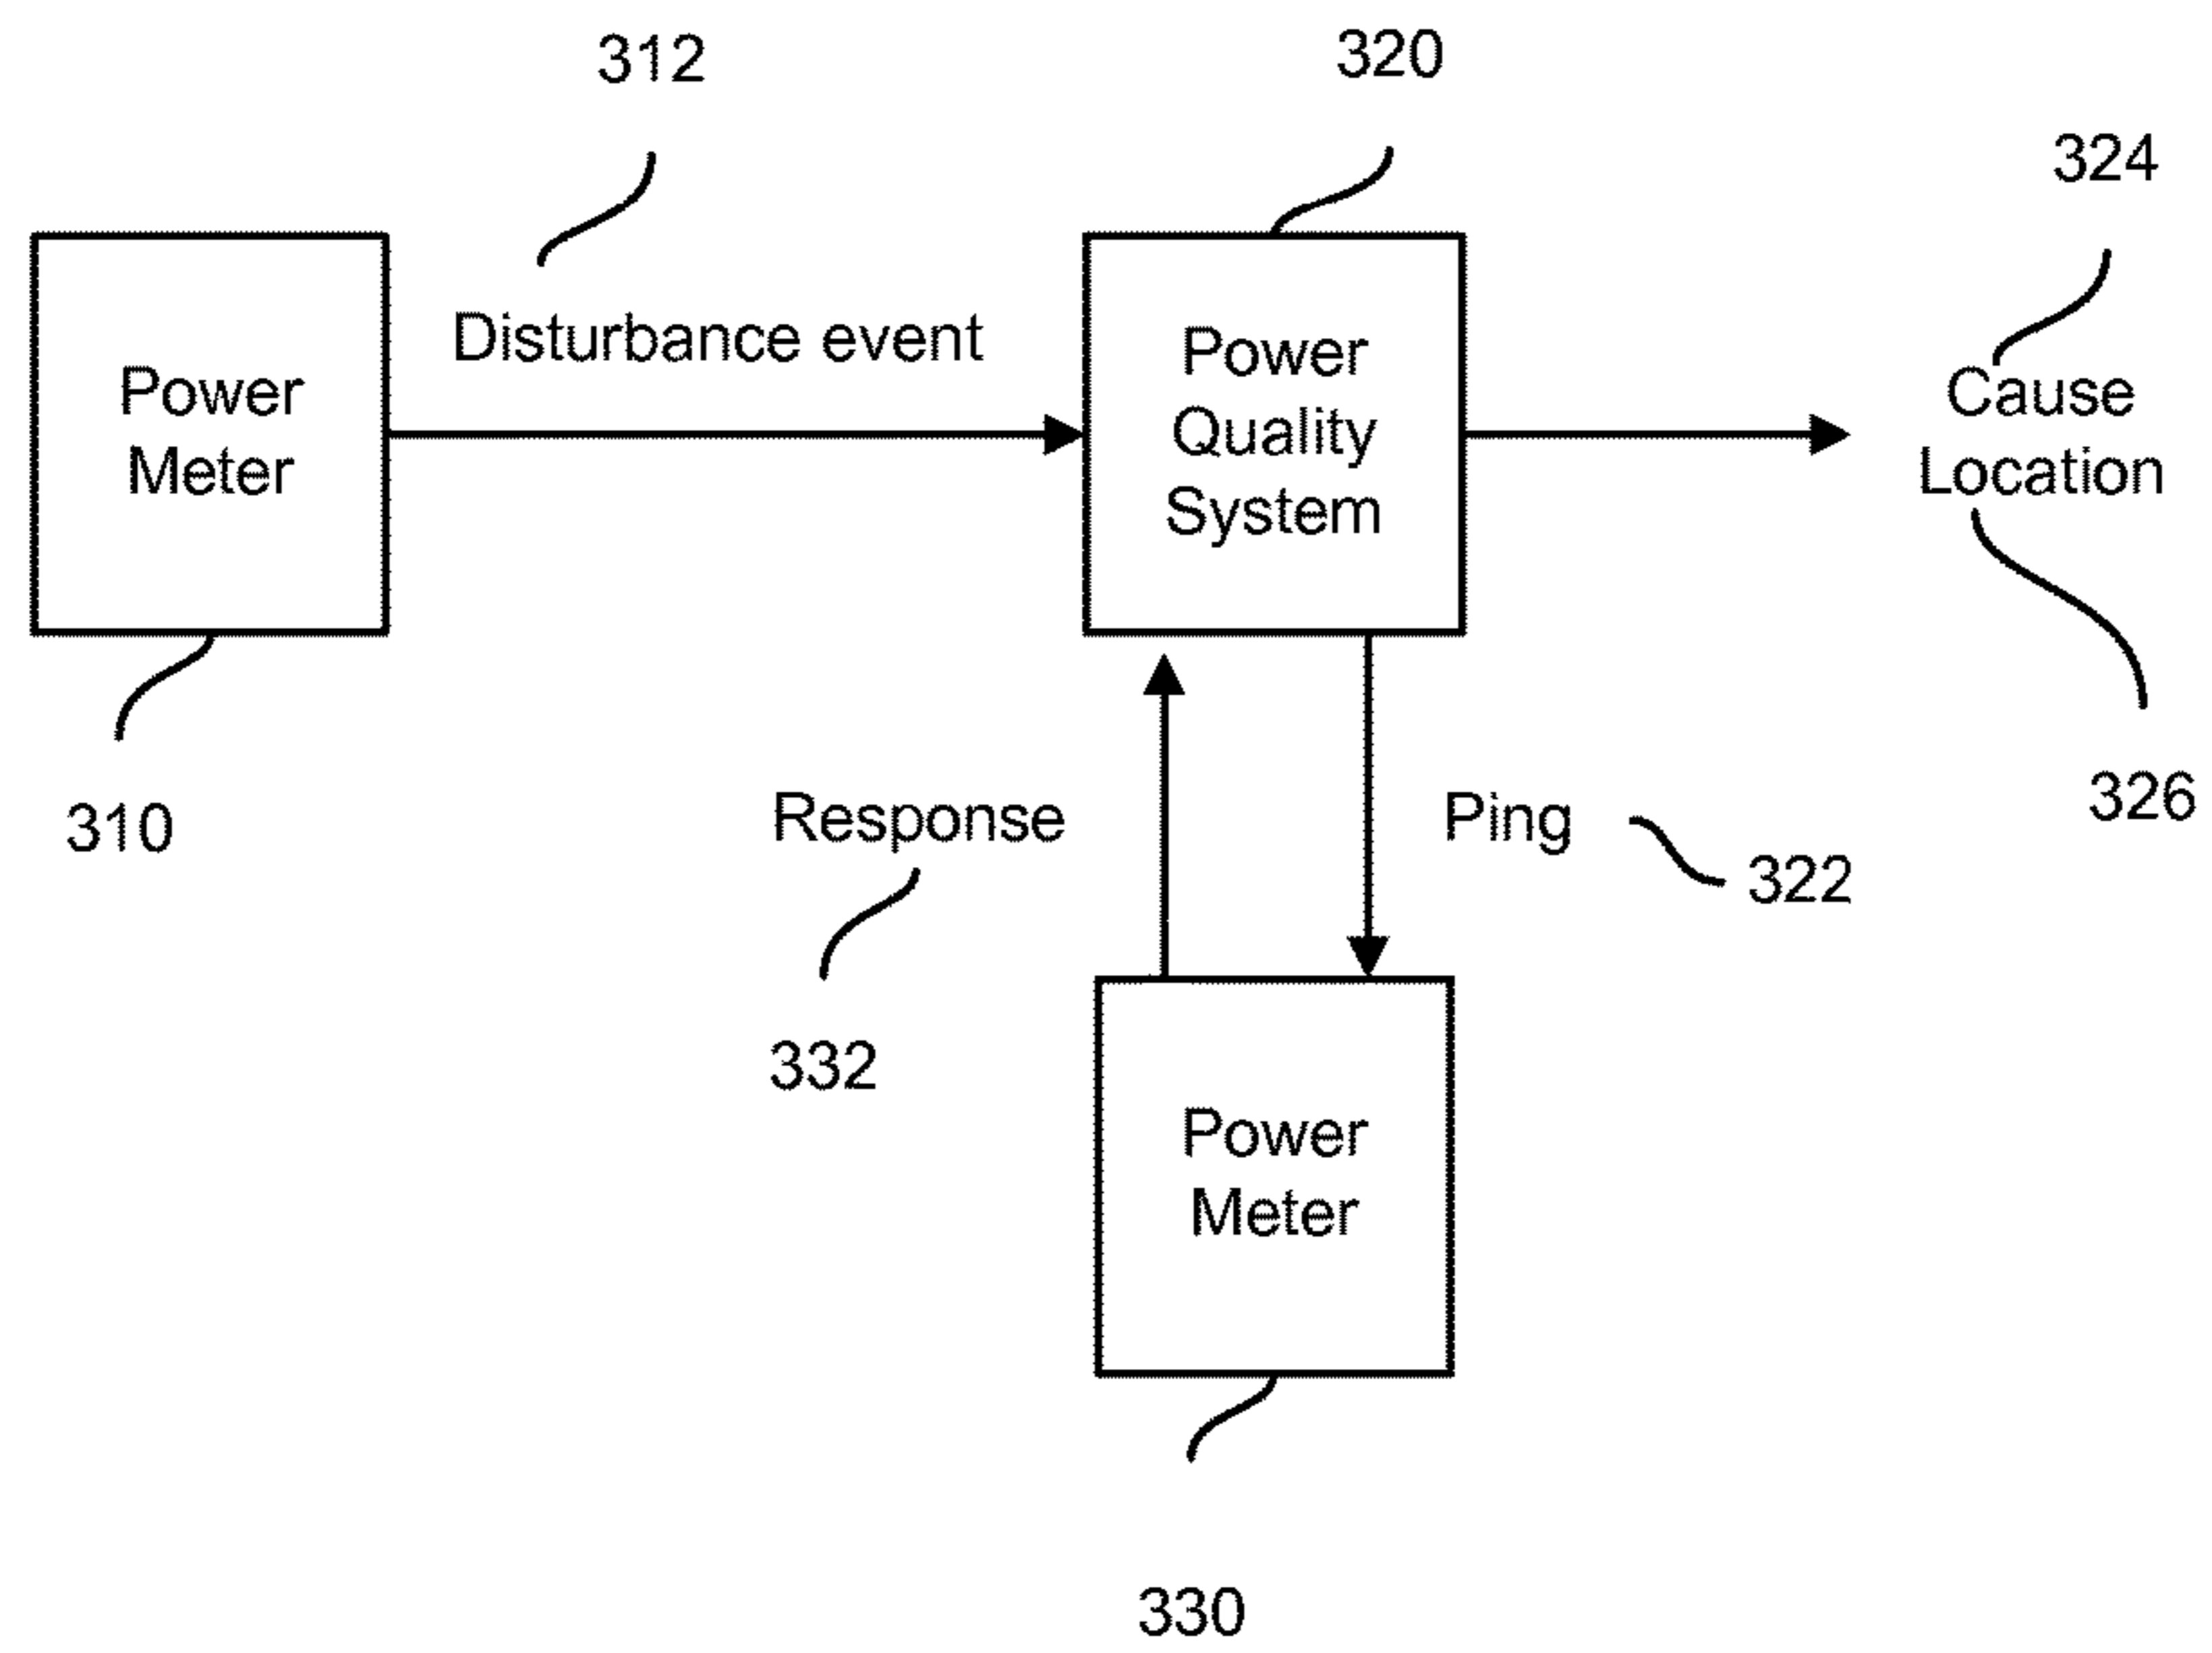 312
320
324
Disturbance event
Power
Meter
Power
Quality
System
Cause
Location
310
Response
Ping
322
326
332
Power
Meter
330